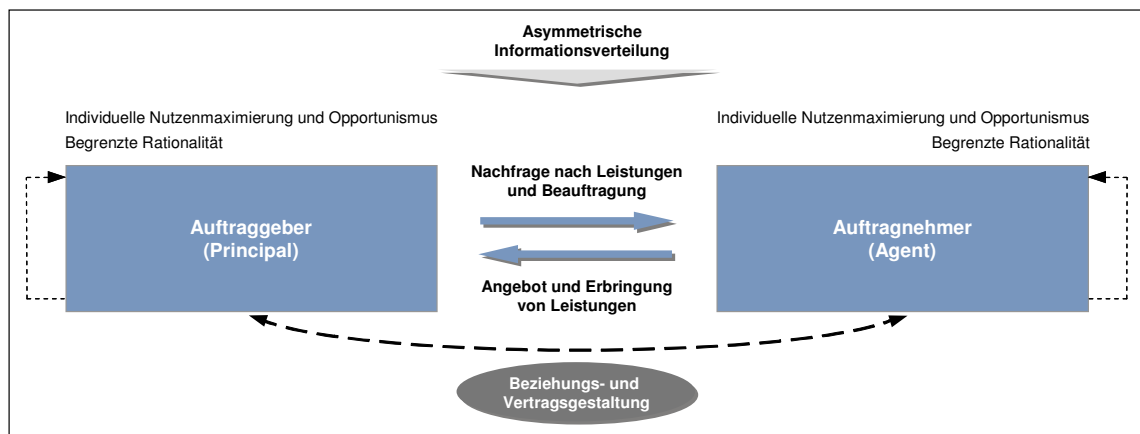 Asymmetrische
Informationsverteilung
Individuelle Nutzenmaximierung und Opportunismus
Begrenzte Rationalität
Individuelle Nutzenmaximierung und Opportunismus
Begrenzte Rationalität
Auftraggeber
(Principal)
Nachfrage nach Leistungen
und Beauftragung
Angebot und Erbringung
von Leistungen
Auftragnehmer
(Agent)
Beziehungs- und
Vertragsgestaltung